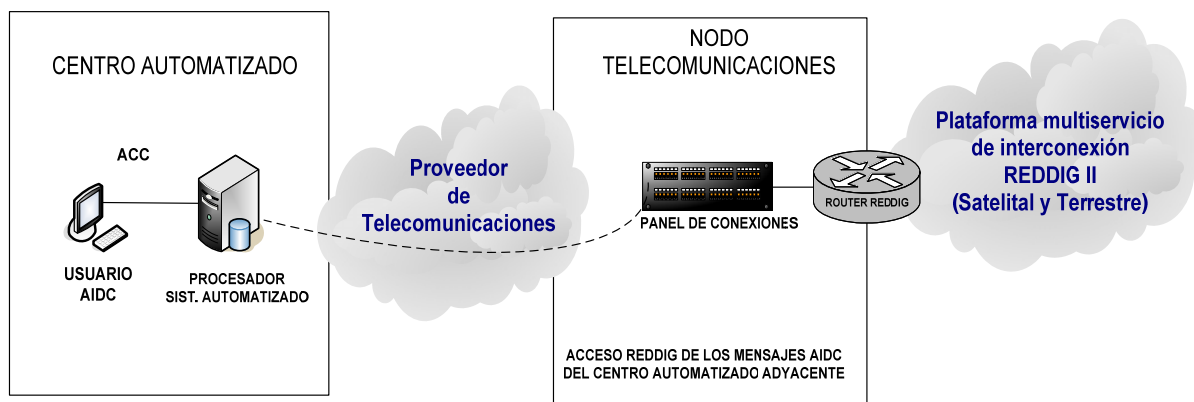 CENTRO AUTOMATIZADO
ACC
USUARIO
AIDC
PROCESADOR
SIST. AUTOMATIZADO
Proveedor
de
Telecomunicaciones
NODO
TELECOMUNICACIONES
PANEL DE CONEXIONES
ROUTER REDDIG
ACCESO REDDIG DE LOS MENSAJES AIDC
DEL CENTRO AUTOMATIZADO ADYACENTE
Plataforma multiservicio
de interconexión
REDDIG II
(Satelital y Terrestre)